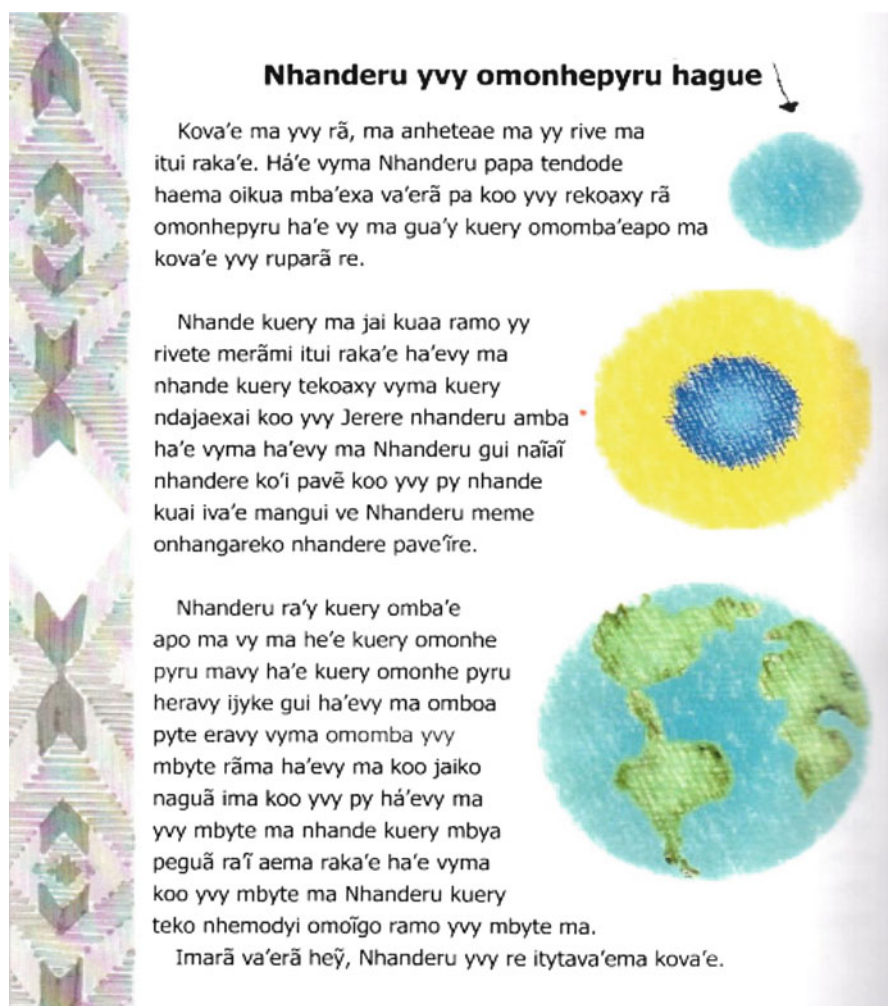 Nhanderu yvy omonhepyru hague
Kova'e ma yvy rã, ma anheteae ma yy rive ma
itui raka'e. Há'e vyma Nhanderu papa tendode
haema oikua mba'exa va'erã pa koo yvy rekoaxy rã
omonhepyru ha'e vy ma gua'y kuery omomba'eapo ma
kova'e yvy ruparã re.
Nhande kuery ma jai kuaa ramo yy
rivete merãmi itui raka'e ha'evy ma
nhande kuery tekoaxy vyma kuery
ndajaexai koo yvy Jerere nhanderu amba
ha'e vyma ha'evy ma Nhanderu gui naĩaĩ
nhandere ko'i pavẽ koo yvy py nhande
kuai iva'e mangui ve Nhanderu meme
onhangareko nhandere pave'ĩre.
Nhanderu ra'y kuery omba'e
apo ma vy ma he'e kuery omonhe
pyru mavy ha'e kuery omonhe pyru
heravy ijyke gui ha'evy ma omboa
pyte eravy vyma omomba yvy
mbyte rãma ha'evy ma koo jaiko
naguã ima koo yvy py há'evy ma
yvy mbyte ma nhande kuery mbya
peguã ra'ĩ aema raka'e ha'e vyma
koo yvy mbyte ma Nhanderu kuery
teko nhemodyi omoĩgo ramo yvy mbyte ma.
Imarã va'erã heỹ, Nhanderu yvy re itytava'ema kova'e.